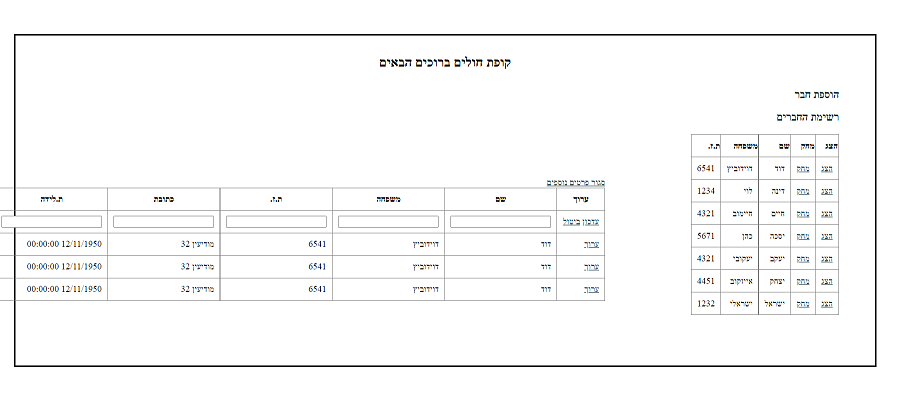 קופת חולים ברוכים הבאים
הוספת חבר
רשימת החברים
הצג מחק שם משפחה ת.ז.
הצג מחק דוד דוידוביץ 6541
הצג מחק דינה לוי 1234
הצג מחק חיים חיימוב 4321
הצג מחק יסכה כהן 5671
הצג מחק יעקב יעקובי 4321
הצג מחק יצחק אייזקוב 4451
הצג מחק ישראל ישראלי 1232
סגור פרטים נוספים
ערוך שם משפחה ת.ז. כתובת ת.לידה
עדכון ביטול
ערוך דוד דוידוביץ 6541 מודיעין 32 12/11/1950 00:00:00
ערוך דוד דוידוביץ 6541 מודיעין 32 12/11/1950 00:00:00
ערוך דוד דוידוביץ 6541 מודיעין 32 12/11/1950 00:00:00